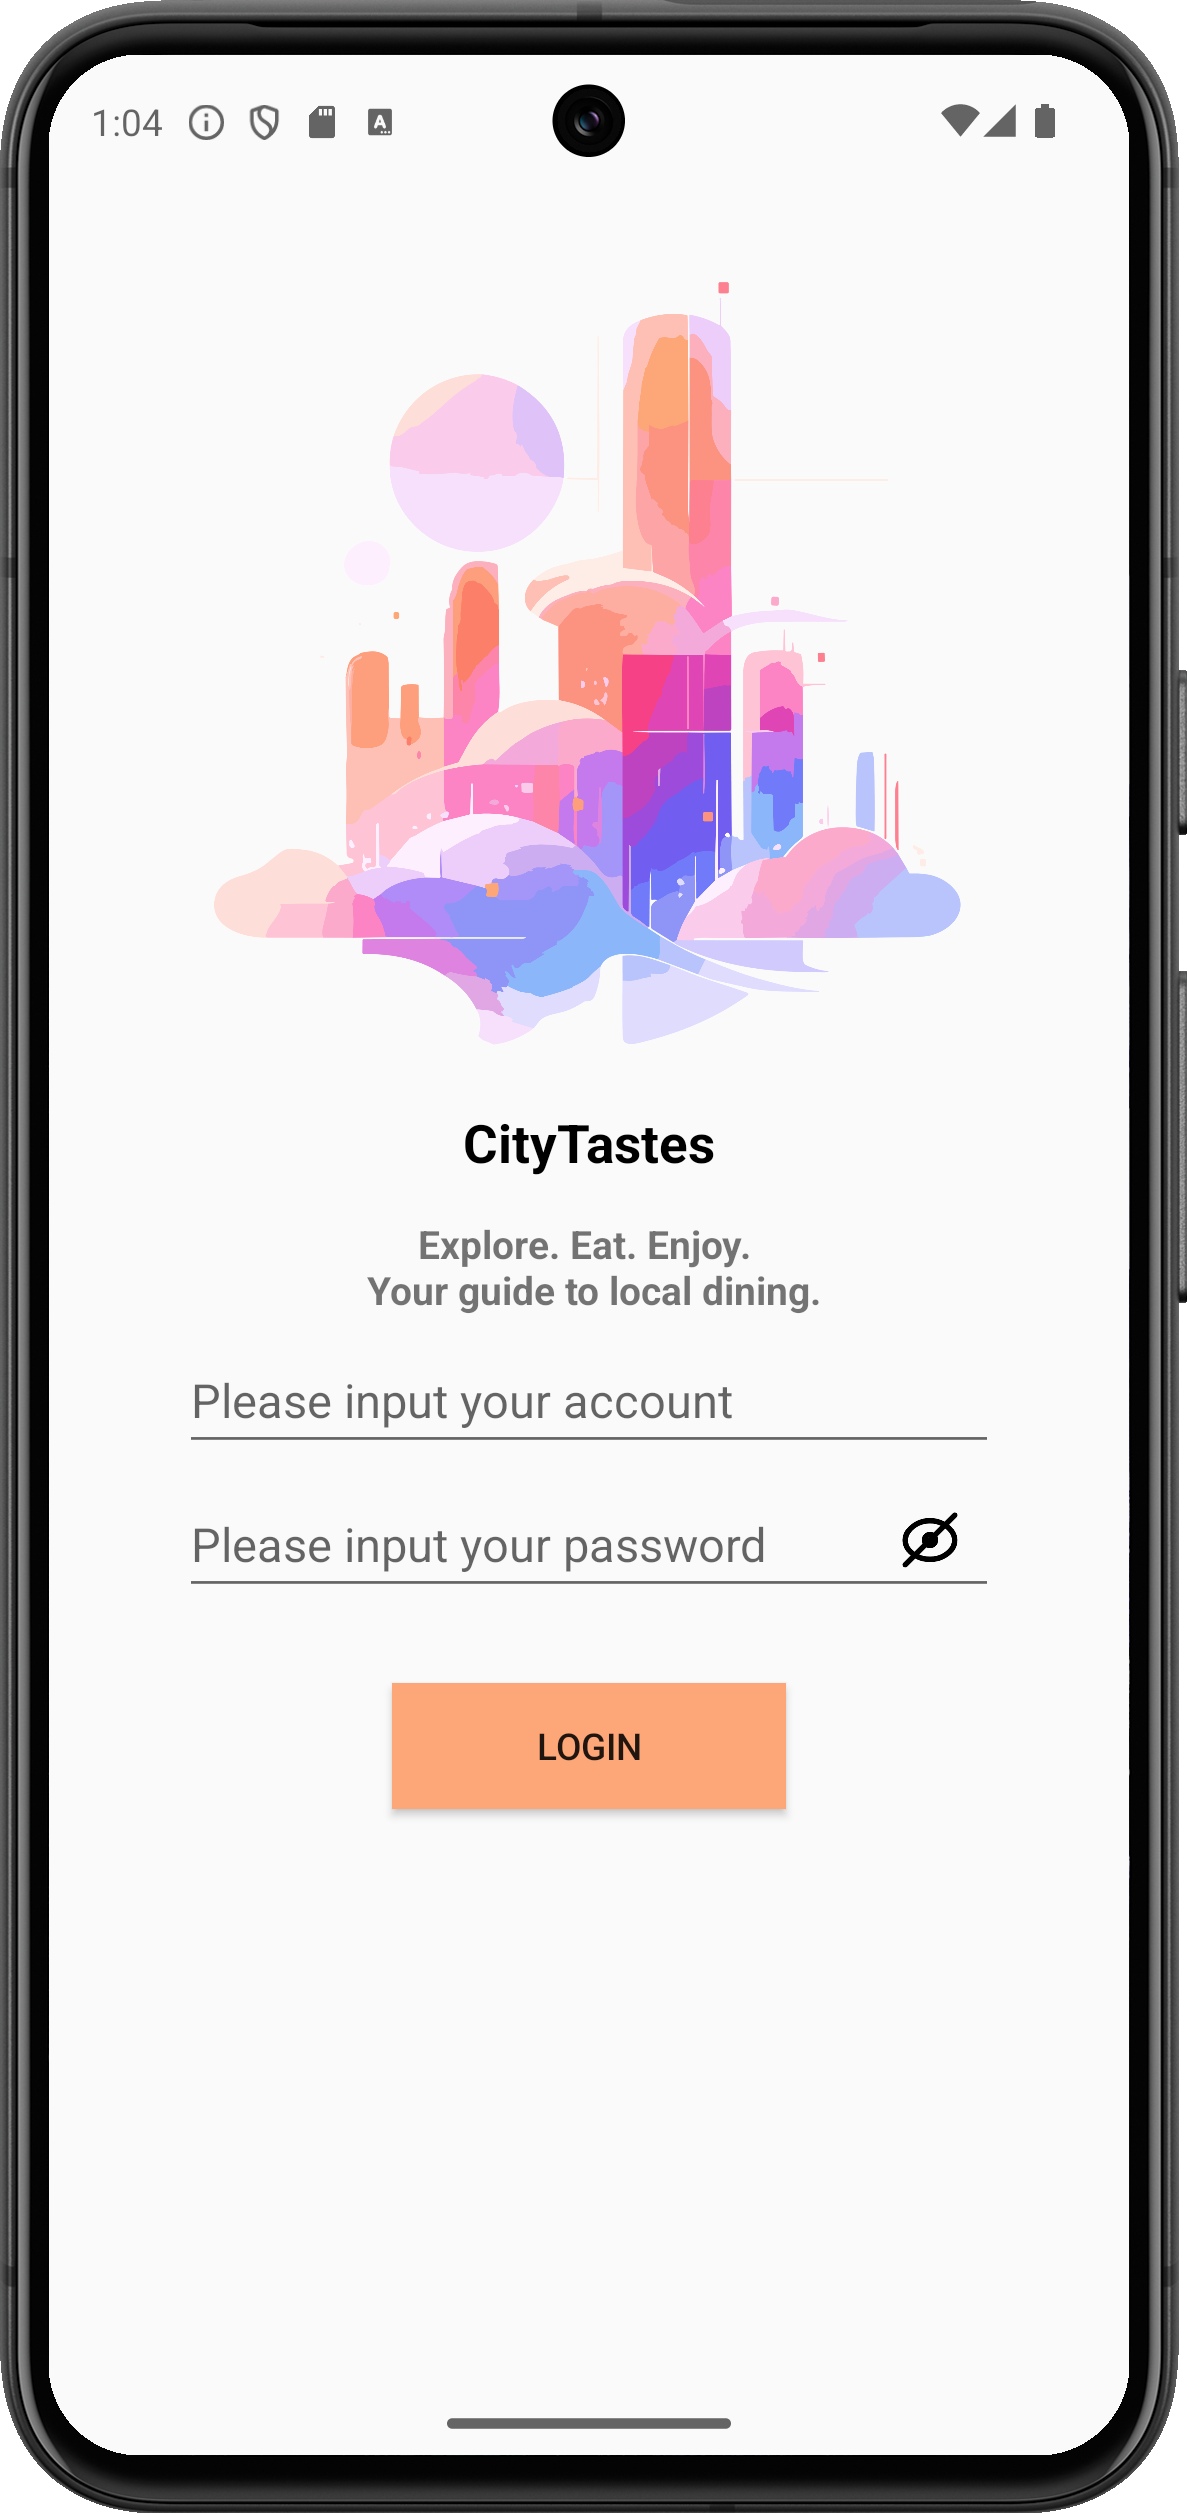 1:04
CityTastes
Explore. Eat. Enjoy.
Your guide to local dining.
Please input your account
Please input your password
LOGIN